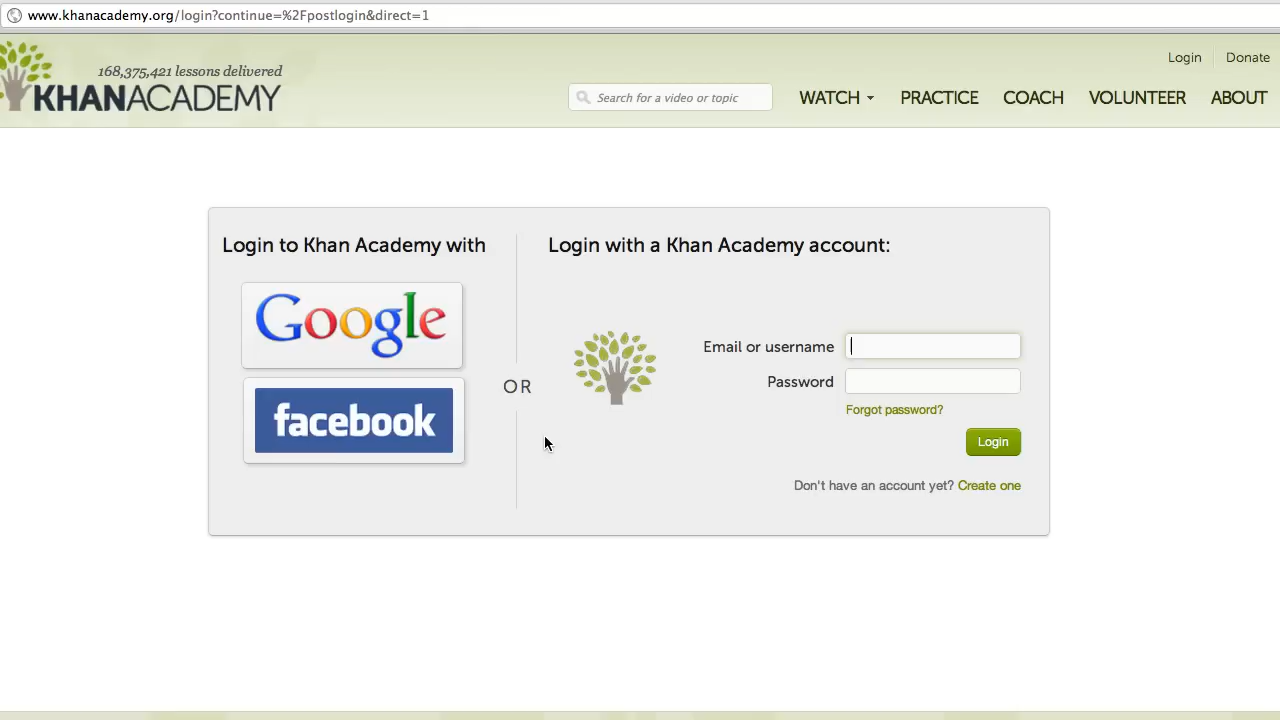 www.khanacademy.org/login?continue=%2Fpostlogin&direct=1
Login
Donate
168,375,421 lessons delivered
KHANACADEMY
Search for a video or topic
WATCH
PRACTICE
COACH
VOLUNTEER
ABOUT
Login to Khan Academy with
Google
facebook
OR
Login with a Khan Academy account:
Email or username
Password
Forgot password?
Login
Don't have an account yet? Create one